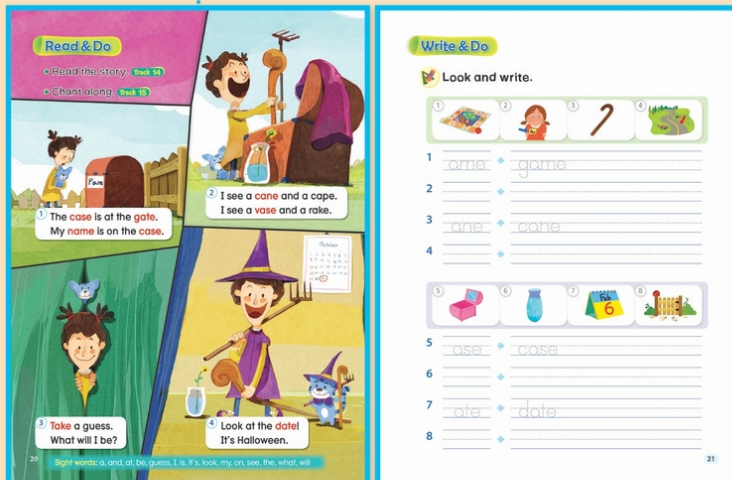 Read & Do
Read the story. Track 14
Chant along. Track 15
Pam
1 The case is at the gate.
My name is on the case.
2 I see a cane and a cape.
I see a vase and a rake.
October
3 Take a guess.
What will I be?
4 Look at the date!
It's Halloween.
20
Sight words: a, and, at, be, guess, I, is, it's, look, my, on, see, the, what, will
Write & Do
Look and write.
1 2 3 4
1 ame game
2
3 ane cane
4
5 6 7 8
Feb 6
5 ase case
6
7 ate date
8
21